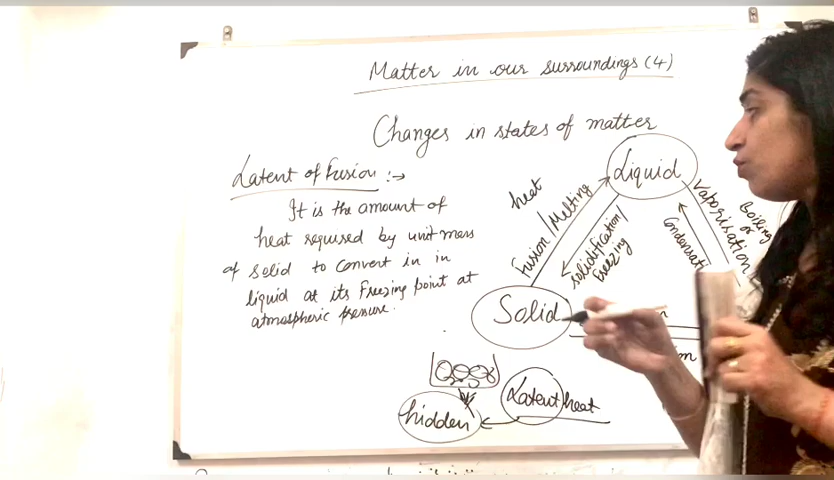 Matter in our surroundings (4)
Changes in states of matter
Latent of Fusion :→
It is the amount of
heat required by unit mass
of solid to convert in in
liquid at its Freezing point at
atmospheric pressure.
heat
Fusion/Melting
solidification/
Freezing
Liquid
Vaporisation
Boiling
or
Solid
hidden
Latent heat